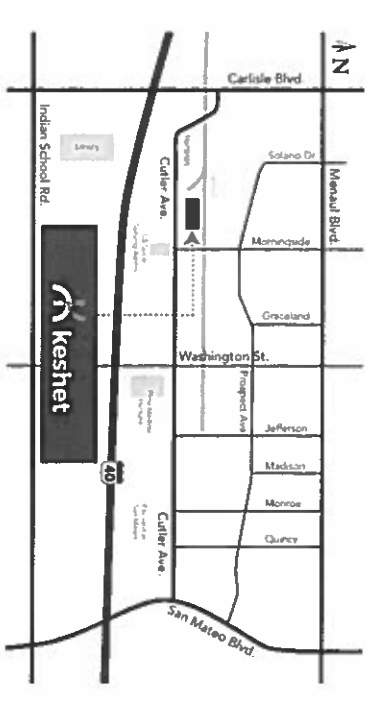 N
Carlisle Blvd.
Solano Dr
Menaul Blvd.
Indian School Rd.
Cutler Ave.
Morningside
Graceland
Washington St.
Prospect Ave
keshet
Jefferson
40
Madison
Monroe
Quincy
Cutler Ave.
San Mateo Blvd.